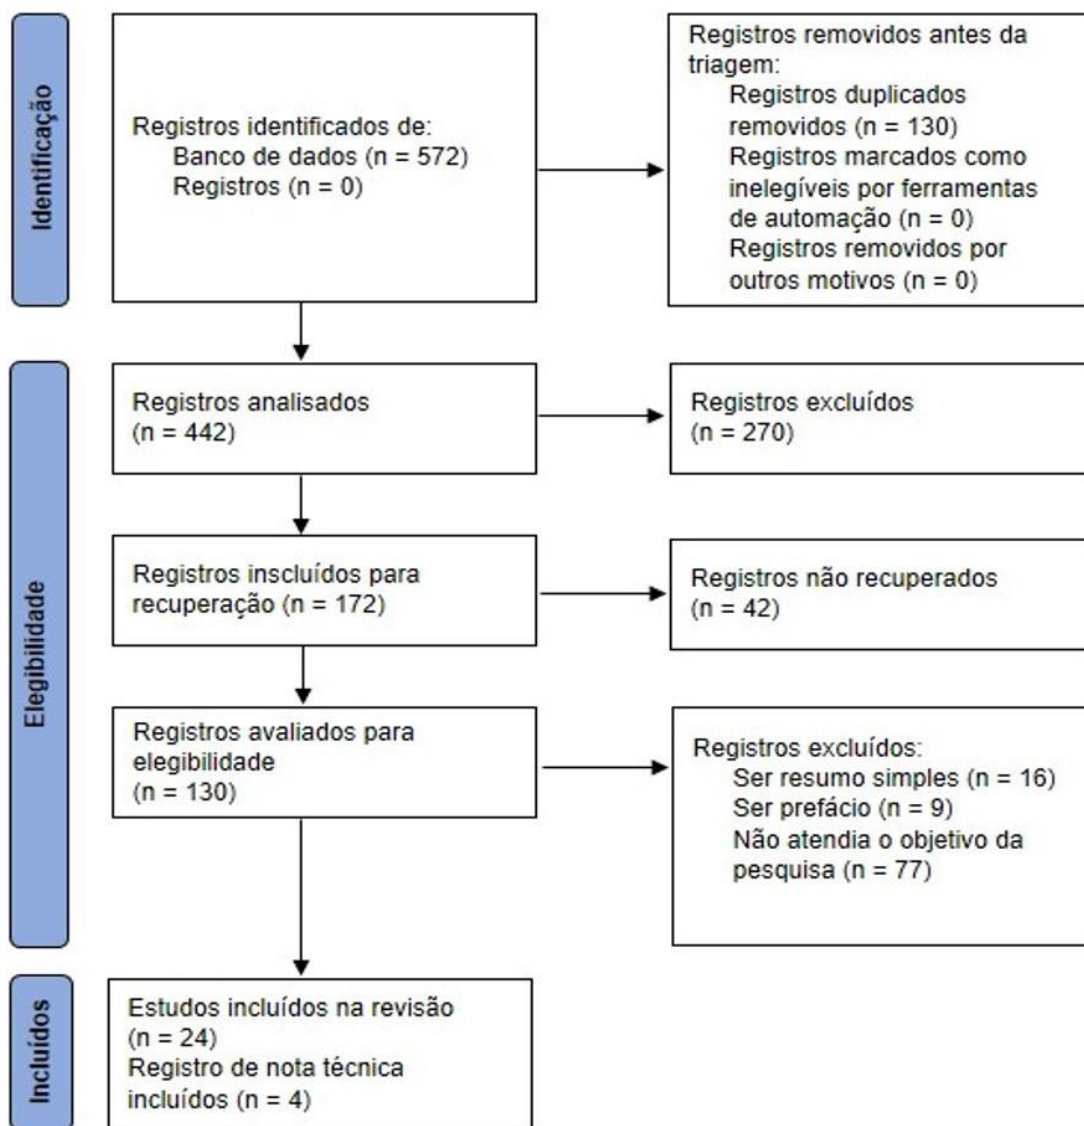 Identificação
Registros identificados de:
Banco de dados (n = 572)
Registros (n = 0)
Registros removidos antes da
triagem:
Registros duplicados
removidos (n = 130)
Registros marcados como
inelegíveis por ferramentas
de automação (n = 0)
Registros removidos por
outros motivos (n = 0)
Elegibilidade
Registros analisados
(n = 442)
Registros excluídos
(n = 270)
Registros inscluídos para
recuperação (n = 172)
Registros não recuperados
(n = 42)
Registros avaliados para
elegibilidade
(n = 130)
Registros excluídos:
Ser resumo simples (n = 16)
Ser prefácio (n = 9)
Não atendia o objetivo da
pesquisa (n = 77)
Incluídos
Estudos incluídos na revisão
(n = 24)
Registro de nota técnica
incluídos (n = 4)